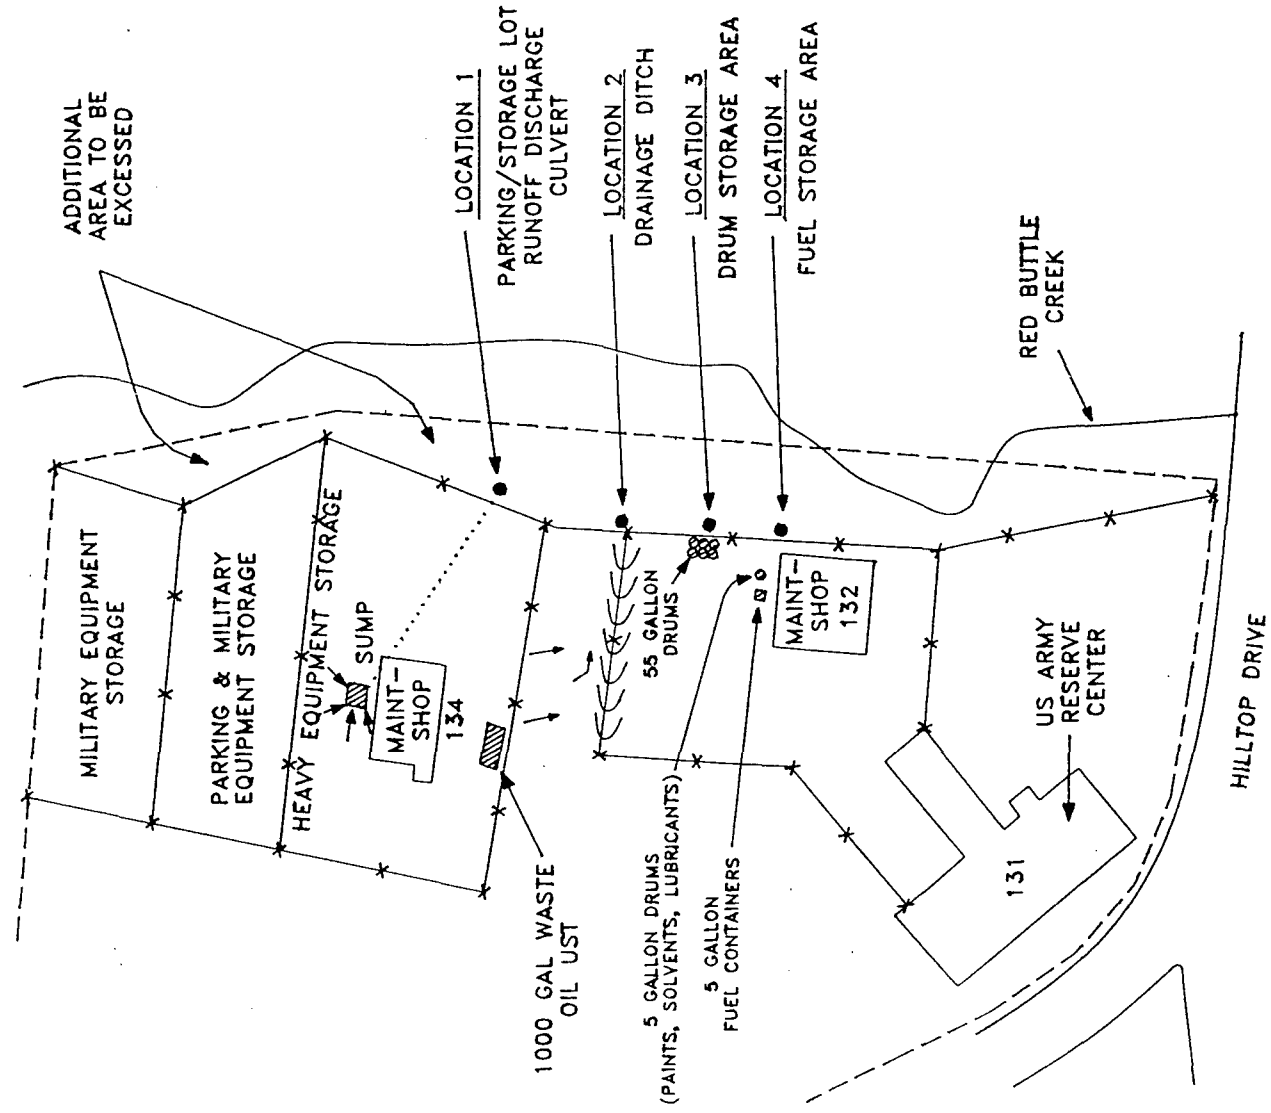 ADDITIONAL
AREA TO BE
EXCESSED
LOCATION 1
PARKING/STORAGE LOT
RUNOFF DISCHARGE
CULVERT
LOCATION 2
DRAINAGE DITCH
LOCATION 3
DRUM STORAGE AREA
LOCATION 4
FUEL STORAGE AREA
RED BUTTLE
CREEK
MILITARY EQUIPMENT
STORAGE
PARKING & MILITARY
EQUIPMENT STORAGE
HEAVY EQUIPMENT STORAGE
SUMP
MAINT-
SHOP
134
55 GALLON
DRUMS
MAINT-
SHOP
132
US ARMY
RESERVE
CENTER
131
HILLTOP DRIVE
1000 GAL WASTE
OIL UST
5 GALLON DRUMS
(PAINTS, SOLVENTS, LUBRICANTS)
5 GALLON
FUEL CONTAINERS